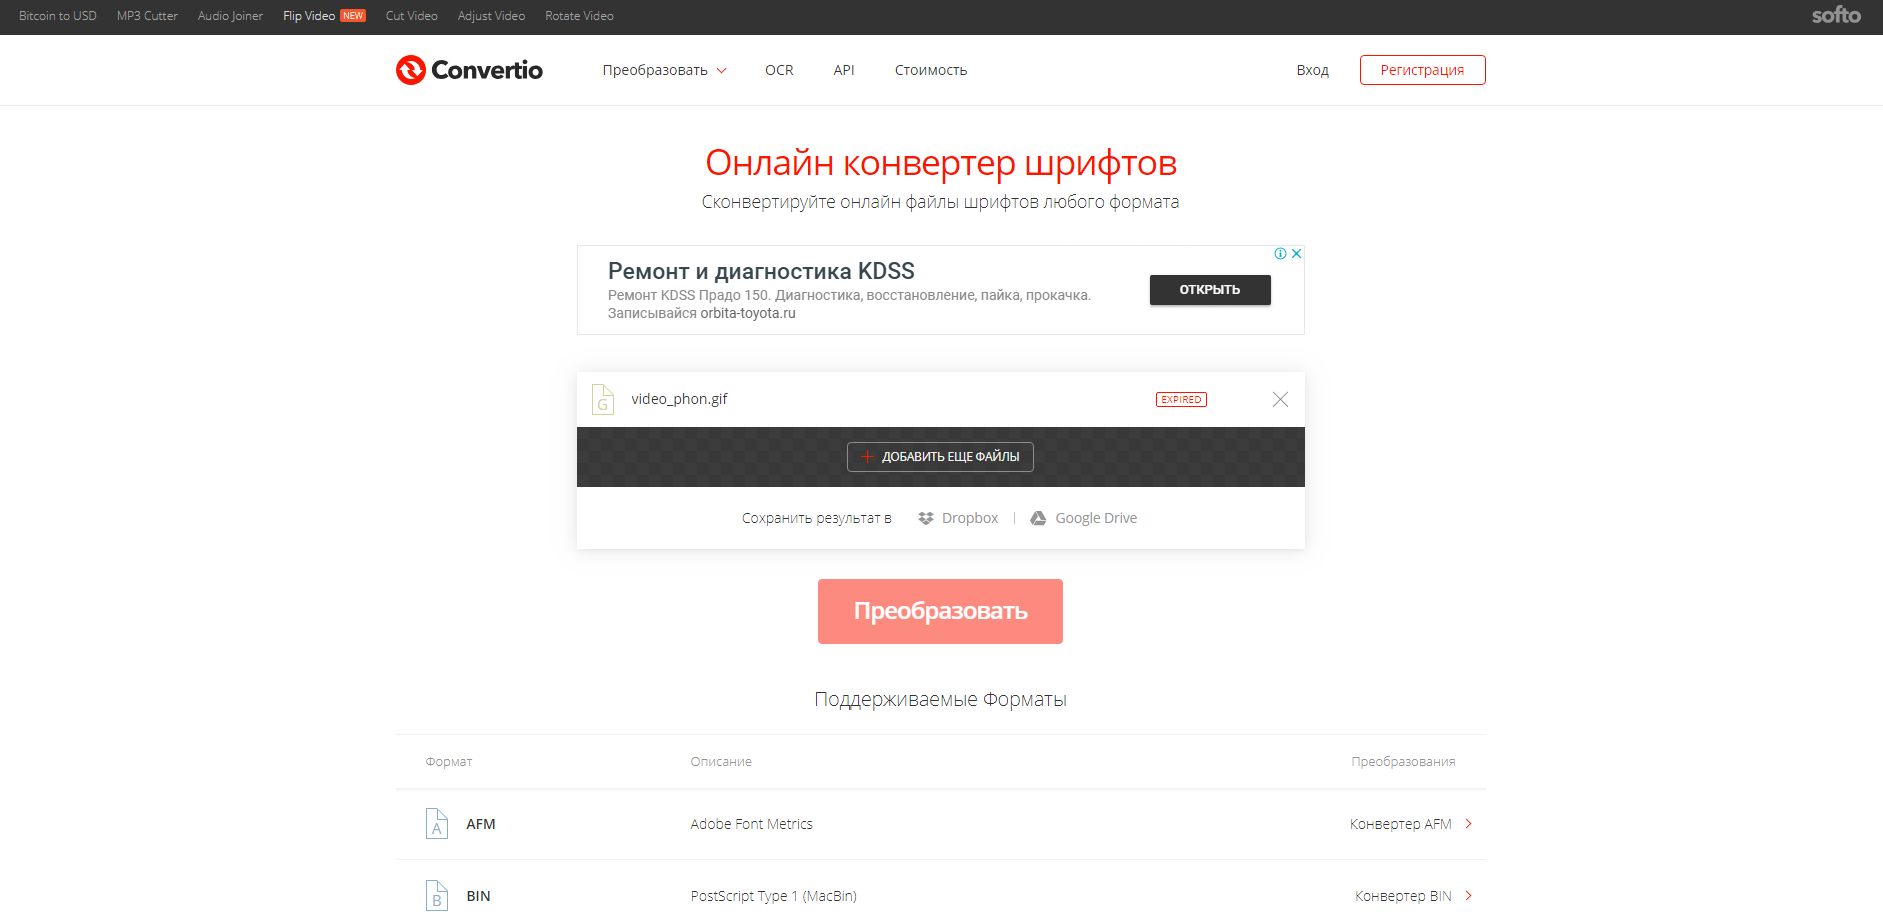 Bitcoin to USD MP3 Cutter Audio Joiner Flip Video NEW Cut Video Adjust Video Rotate Video softo
Convertio Преобразовать OCR API Стоимость Вход Регистрация
Онлайн конвертер шрифтов
Сконвертируйте онлайн файлы шрифтов любого формата
Ремонт и диагностика KDSS
Ремонт KDSS Прадо 150. Диагностика, восстановление, пайка, прокачка.
Записывайся orbita-toyota.ru
ОТКРЫТЬ
G video_phon.gif EXPIRED
ДОБАВИТЬ ЕЩЕ ФАЙЛЫ
Сохранить результат в Dropbox Google Drive
Преобразовать
Поддерживаемые Форматы
Формат Описание Преобразования
A AFM Adobe Font Metrics Конвертер AFM
B BIN PostScript Type 1 (MacBin) Конвертер BIN